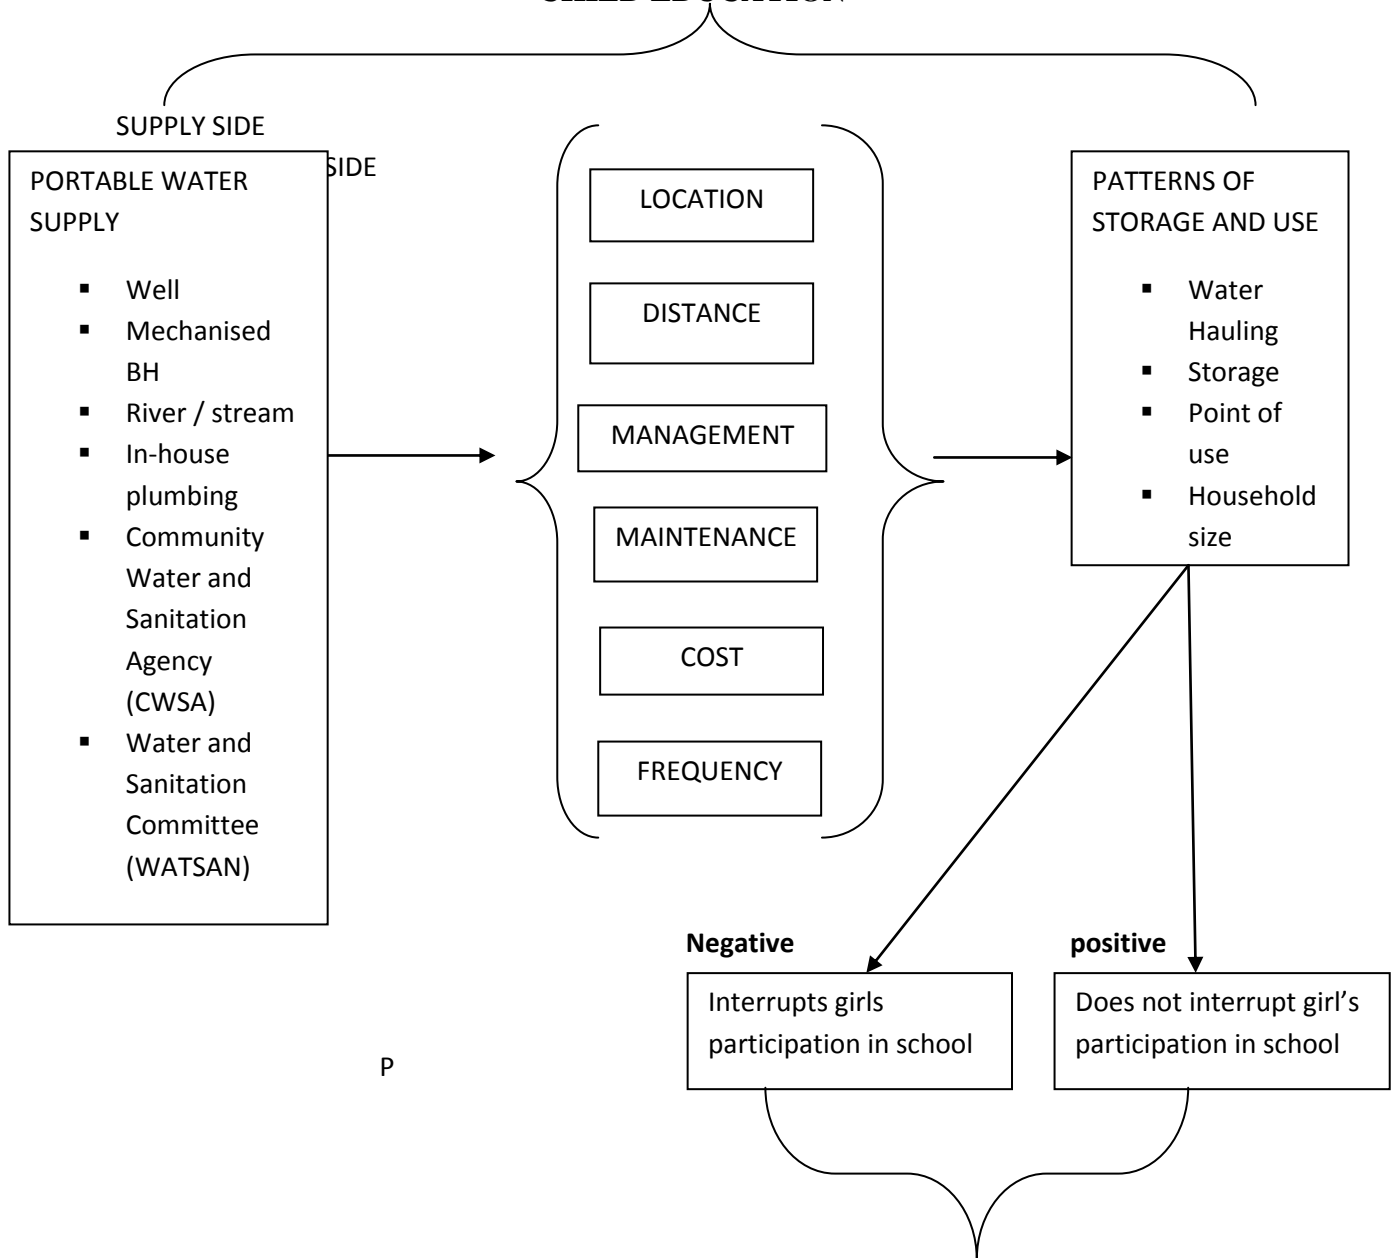 SUPPLY SIDE
SIDE
PORTABLE WATER
SUPPLY
▪ Well
▪ Mechanised
BH
▪ River / stream
▪ In-house
plumbing
▪ Community
Water and
Sanitation
Agency
(CWSA)
▪ Water and
Sanitation
Committee
(WATSAN)
LOCATION
DISTANCE
MANAGEMENT
MAINTENANCE
COST
FREQUENCY
PATTERNS OF
STORAGE AND USE
▪ Water
Hauling
▪ Storage
▪ Point of
use
▪ Household
size
Negative
Interrupts girls
participation in school
positive
Does not interrupt girl’s
participation in school
P